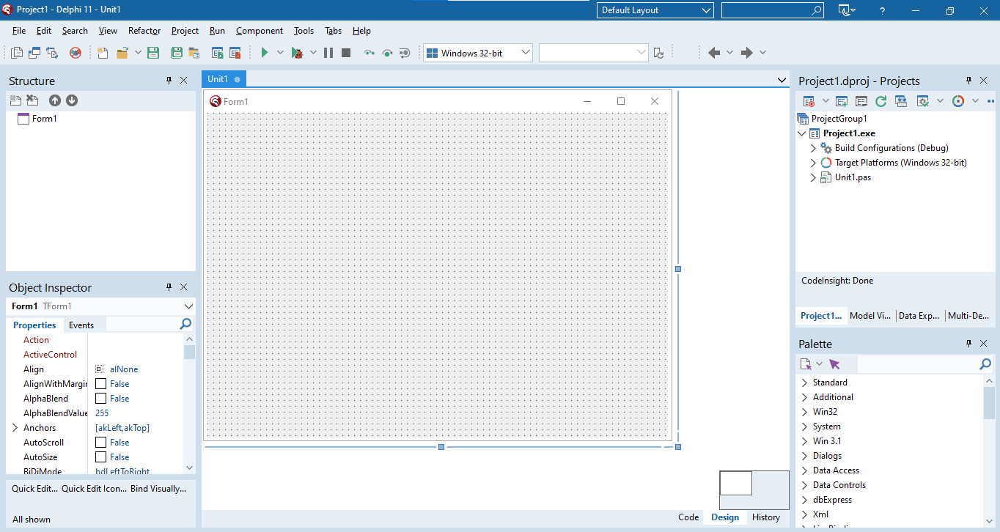 Project1 - Delphi 11 - Unit1
Default Layout
?
File Edit Search View Refactor Project Run Component Tools Tabs Help
Windows 32-bit
Structure
Form1
Object Inspector
Form1 TForm1
Properties Events
Action
ActiveControl
Align alNone
AlignWithMargin False
AlphaBlend False
AlphaBlendValue 255
Anchors [akLeft,akTop]
AutoScroll False
AutoSize False
BiDiMode bdLeftToRight
Quick Edit... Quick Edit Icon... Bind Visually...
All shown
Unit1
Form1
Code Design History
Project1.dproj - Projects
ProjectGroup1
Project1.exe
Build Configurations (Debug)
Target Platforms (Windows 32-bit)
Unit1.pas
CodeInsight: Done
Project1... Model Vi... Data Exp... Multi-De...
Palette
Standard
Additional
Win32
System
Win 3.1
Dialogs
Data Access
Data Controls
dbExpress
Xml